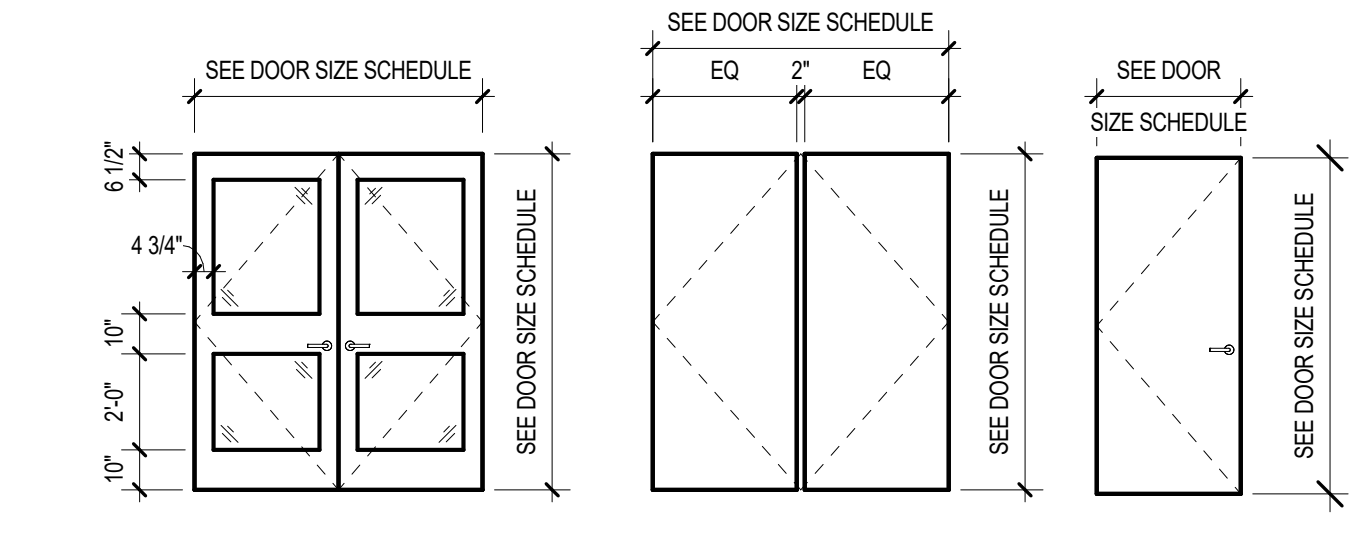 SEE DOOR SIZE SCHEDULE
6 1/2"
4 3/4"
10"
2'-0"
10"
SEE DOOR SIZE SCHEDULE
SEE DOOR SIZE SCHEDULE
EQ 2" EQ
SEE DOOR SIZE SCHEDULE
SEE DOOR
SIZE SCHEDULE
SEE DOOR SIZE SCHEDULE